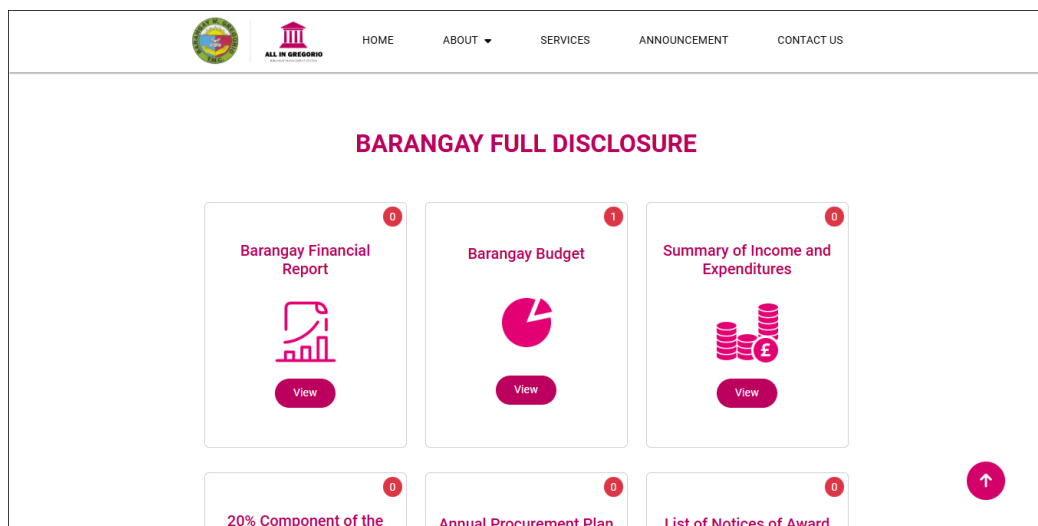 BARANGAY M. GREGORIO
T.M.C.
ALL IN GREGORIO
HOME
ABOUT
SERVICES
ANNOUNCEMENT
CONTACT US
BARANGAY FULL DISCLOSURE
0
Barangay Financial
Report
View
1
Barangay Budget
View
0
Summary of Income and
Expenditures
£
View
0
20% Component of the
0
Annual Procurement Plan
0
List of Notices of Award